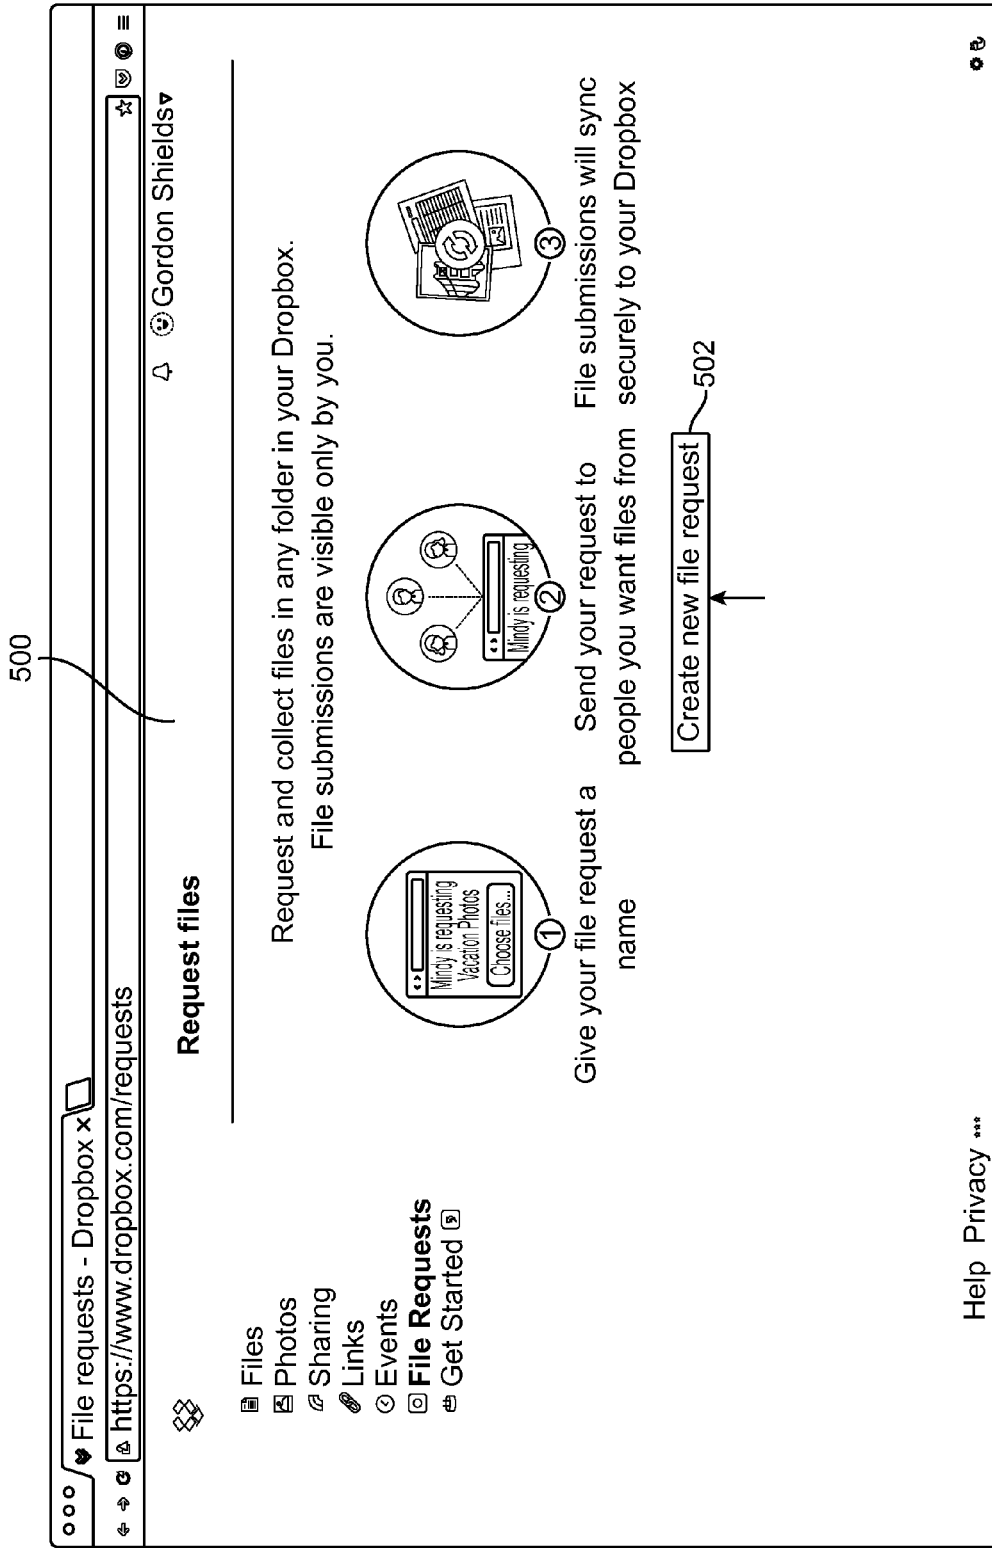 500
File requests - Dropbox x
https://www.dropbox.com/requests
Gordon Shields
Request files
Files
Photos
Sharing
Links
Events
File Requests
Get Started
Request and collect files in any folder in your Dropbox.
File submissions are visible only by you.
Mindy is requesting
Vacation Photos
Choose files...
1
Give your file request a
name
Mindy is requesting
2
Send your request to
people you want files from
3
File submissions will sync
securely to your Dropbox
Create new file request
502
Help Privacy